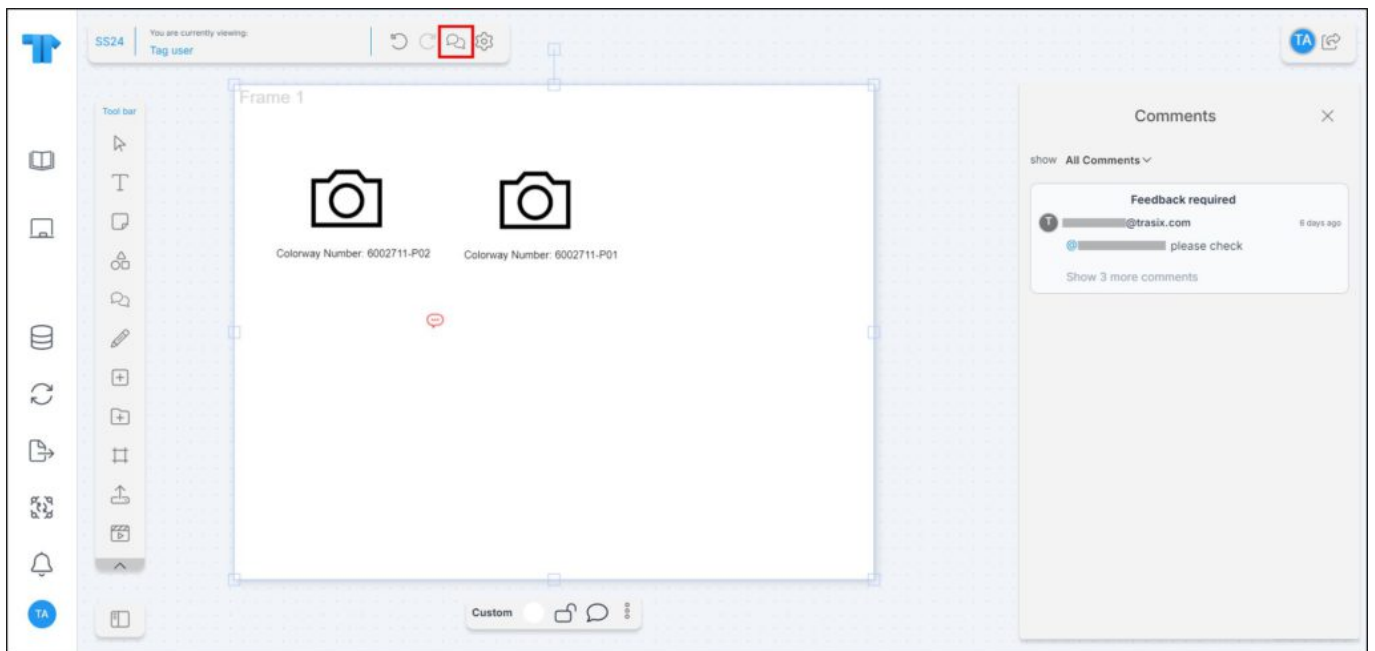 SS24
You are currently viewing:
Tag user
TA
Tool bar
Frame 1
Colorway Number: 6002711-P02
Colorway Number: 6002711-P01
Custom
Comments
show All Comments
Feedback required
T @trasix.com 6 days ago
@ please check
Show 3 more comments
TA